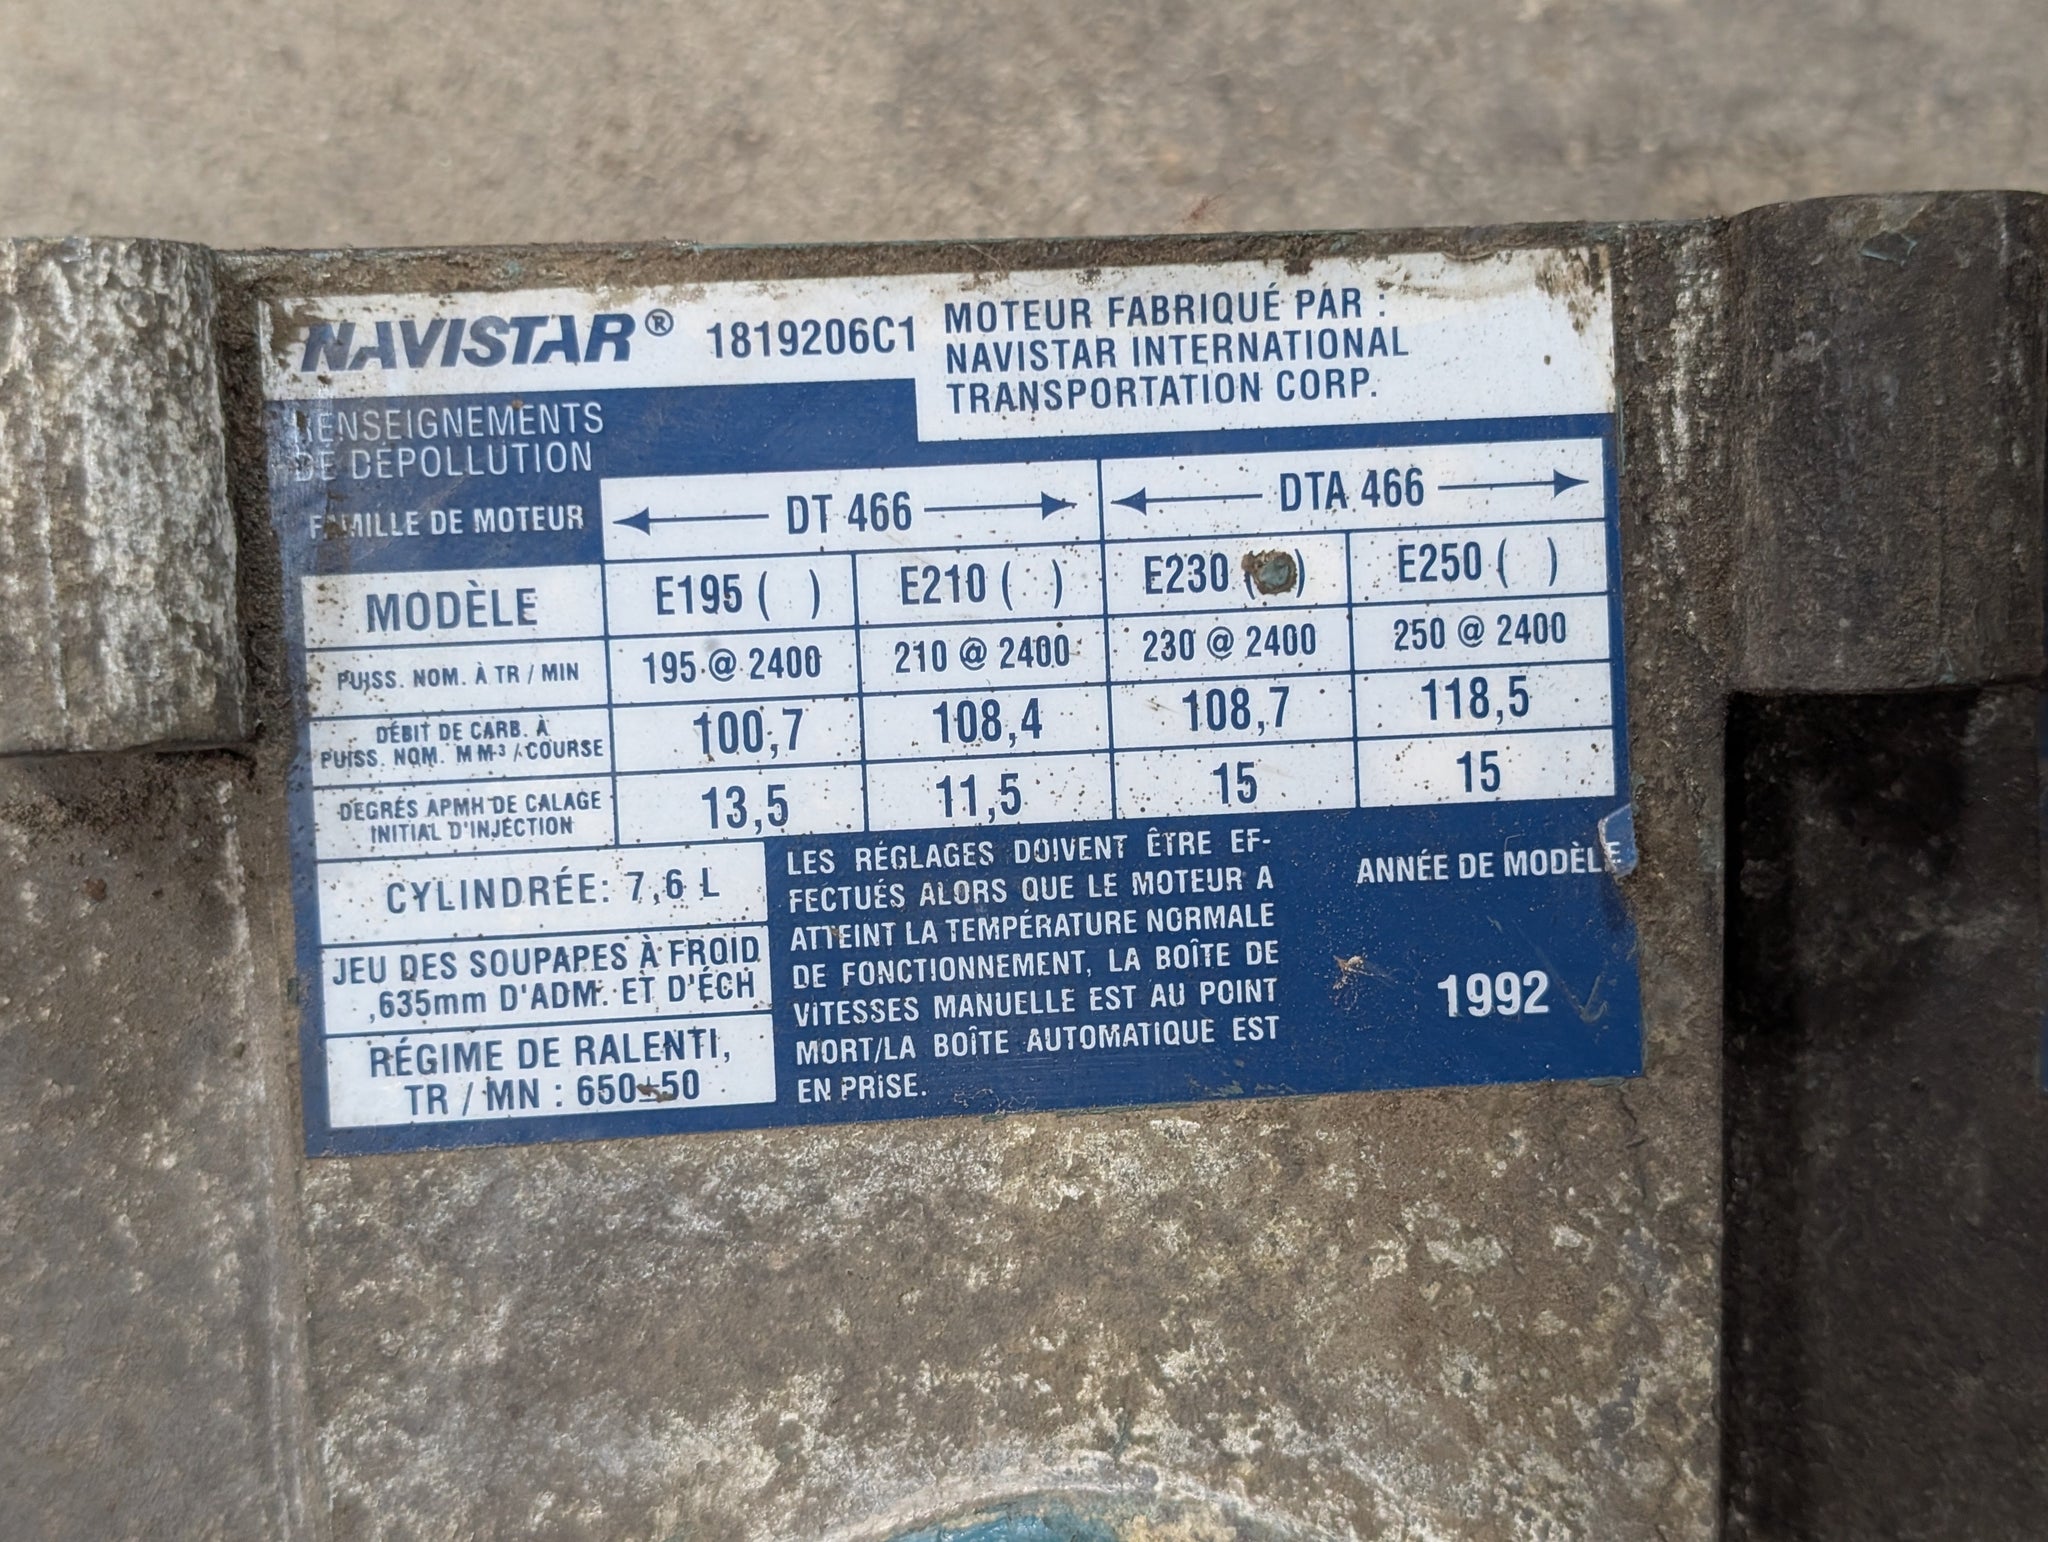 NAVISTAR® 1819206C1
MOTEUR FABRIQUÉ PAR :
NAVISTAR INTERNATIONAL
TRANSPORTATION CORP.
RENSEIGNEMENTS
DE DÉPOLLUTION
FAMILLE DE MOTEUR DT 466 DTA 466
MODÈLE E195 ( ) E210 ( ) E230 ( ) E250 ( )
PUISS. NOM. À TR / MIN 195 @ 2400 210 @ 2400 230 @ 2400 250 @ 2400
DÉBIT DE CARB. À
PUISS. NOM. M M-³ / COURSE 100,7 108,4 108,7 118,5
DEGRÉS APMH DE CALAGE
INITIAL D'INJECTION 13,5 11,5 15 15
CYLINDRÉE: 7,6 L
JEU DES SOUPAPES À FROID
,635mm D'ADM. ET D'ÉCH
RÉGIME DE RALENTI,
TR / MN : 650±50
LES RÉGLAGES DOIVENT ÊTRE EF-
FECTUÉS ALORS QUE LE MOTEUR A
ATTEINT LA TEMPÉRATURE NORMALE
DE FONCTIONNEMENT, LA BOÎTE DE
VITESSES MANUELLE EST AU POINT
MORT/LA BOÎTE AUTOMATIQUE EST
EN PRISE.
ANNÉE DE MODÈLE
1992